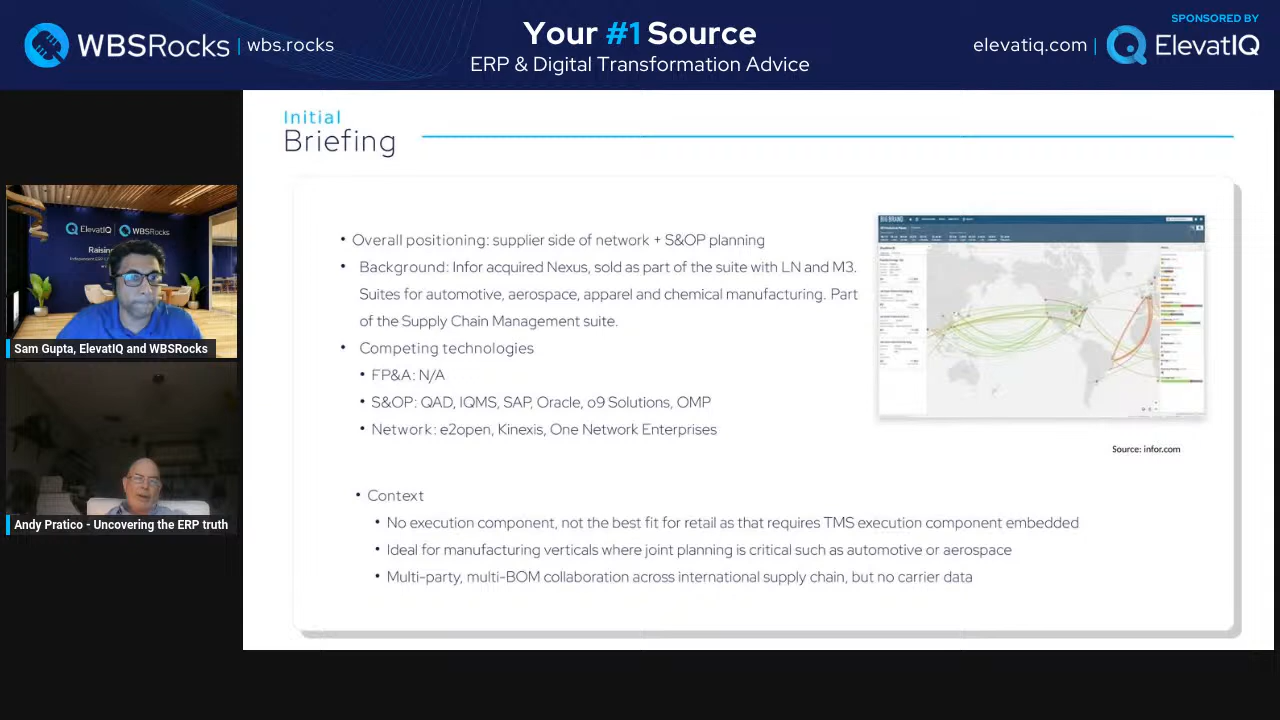 WBSRocks | wbs.rocks
Your #1 Source
ERP & Digital Transformation Advice
SPONSORED BY
elevatiq.com | ElevatIQ
Initial
Briefing
• Overall positioning: supplier side of network + S&OP planning
• Background: Infor acquired Nexus, sold as part of the suite with LN and M3.
Suites for automotive, aerospace, apparel and chemical manufacturing. Part
of the Supply Chain Management suite.
• Competing technologies
• FP&A: N/A
• S&OP: QAD, IQMS, SAP, Oracle, o9 Solutions, OMP
• Network: e2open, Kinexis, One Network Enterprises
BIG BRAND
Source: infor.com
• Context
• No execution component, not the best fit for retail as that requires TMS execution component embedded
• Ideal for manufacturing verticals where joint planning is critical such as automotive or aerospace
• Multi-party, multi-BOM collaboration across international supply chain, but no carrier data
ElevatIQ | WBSRocks
Sam Gupta, ElevatIQ and WBSRocks
Andy Pratico - Uncovering the ERP truth